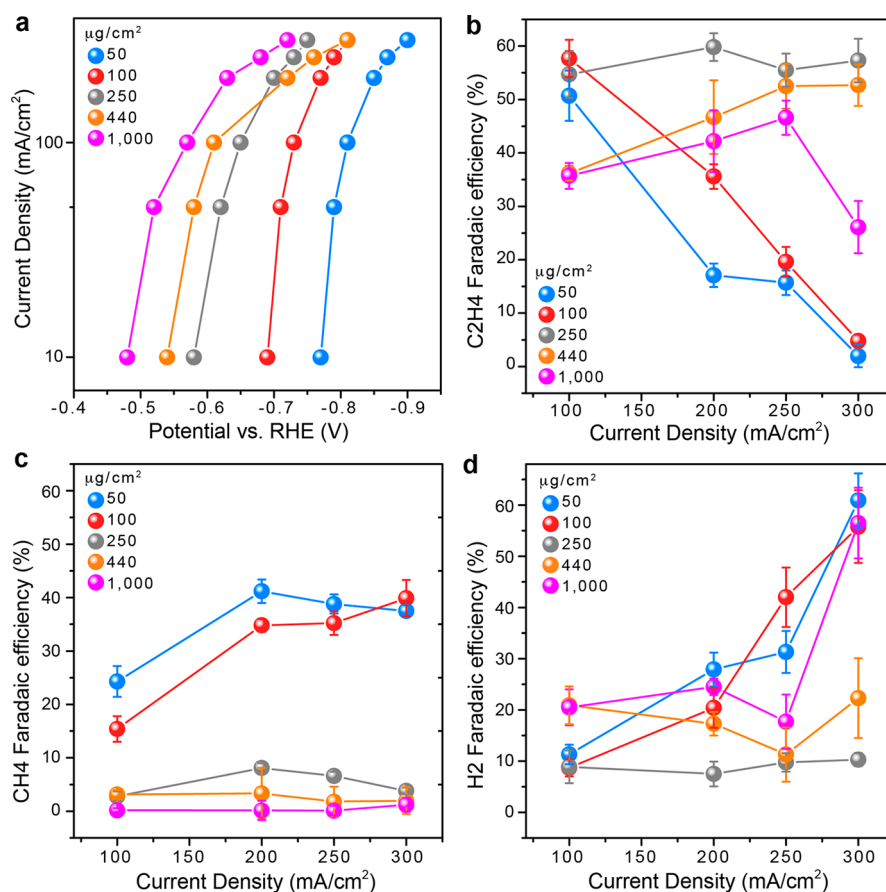 a
μg/cm²
50
100
250
440
1,000
100
10
Current Density (mA/cm²)
-0.4 -0.5 -0.6 -0.7 -0.8 -0.9
Potential vs. RHE (V)
b
60
50
40
30
20
10
0
C2H4 Faradaic efficiency (%)
μg/cm²
50
100
250
440
1,000
100 150 200 250 300
Current Density (mA/cm²)
c
μg/cm²
50
100
250
440
1,000
60
50
40
30
20
10
0
CH4 Faradaic efficiency (%)
100 150 200 250 300
Current Density (mA/cm²)
d
μg/cm²
50
100
250
440
1,000
60
50
40
30
20
10
0
H2 Faradaic efficiency (%)
100 150 200 250 300
Current Density (mA/cm²)